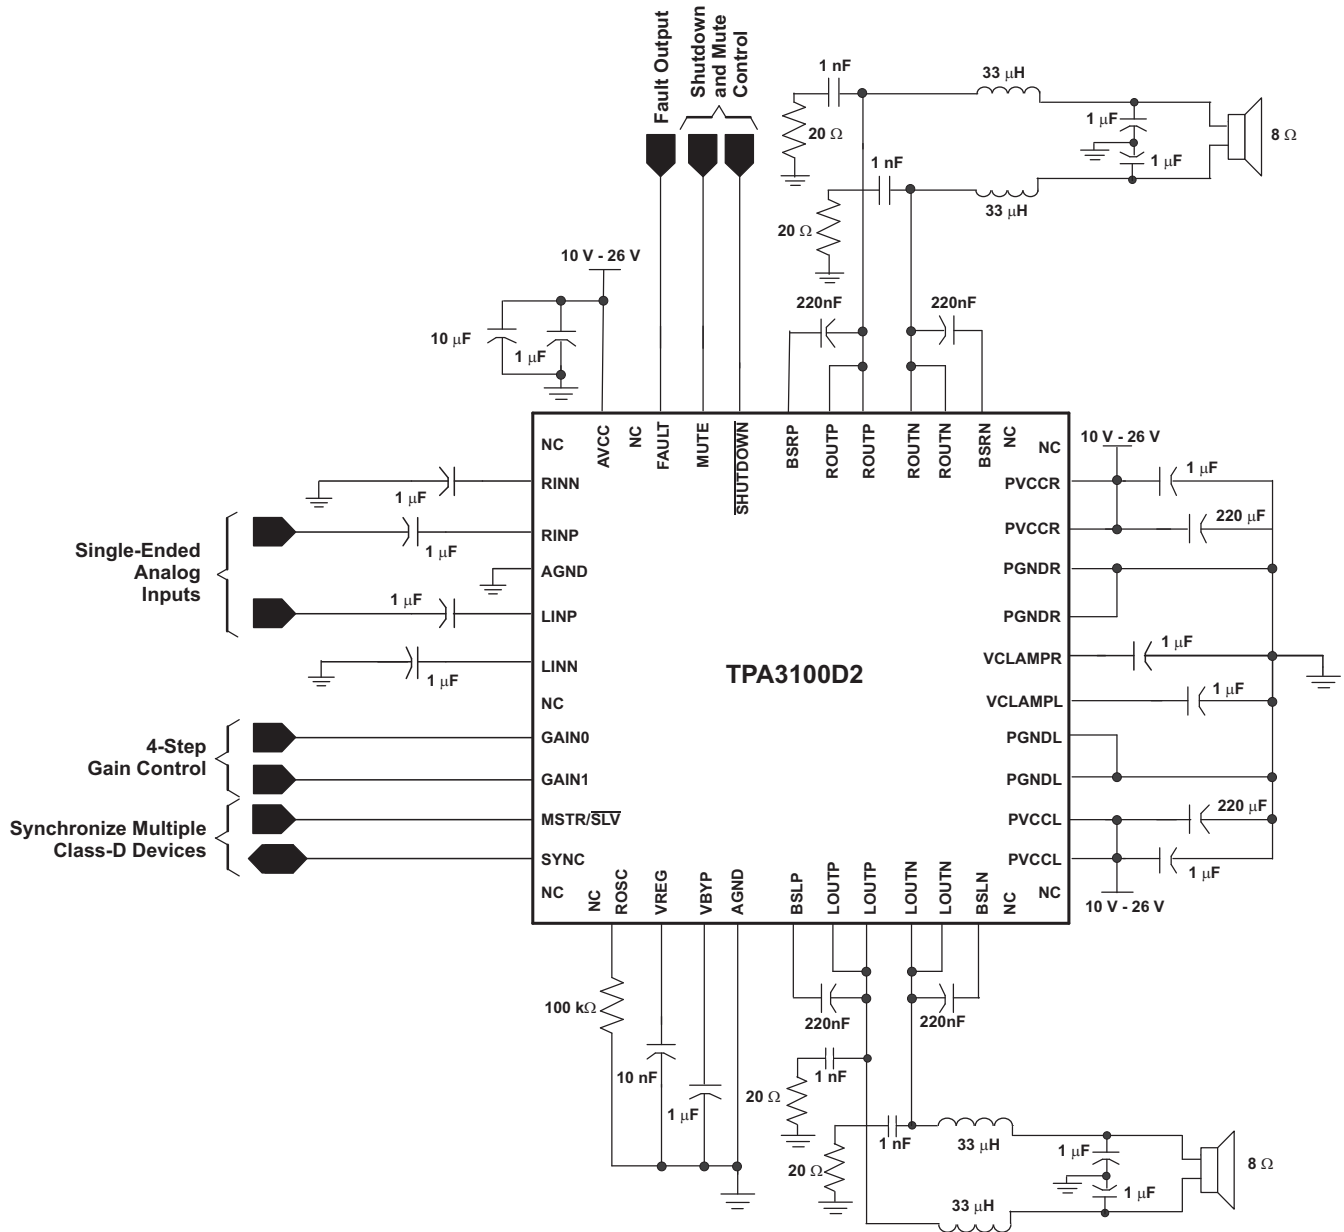 Fault Output
Shutdown
and Mute
Control
1 nF
33 μH
1 μF
8 Ω
20 Ω
1 nF
1 μF
33 μH
20 Ω
10 V - 26 V
220nF
220nF
10 μF
1 μF
NC
AVCC
NC
FAULT
MUTE
SHUTDOWN
BSRP
ROUTP
ROUTP
ROUTN
ROUTN
BSRN
NC
NC
10 V - 26 V
1 μF
RINN
1 μF
PVCCR
220 μF
RINP
1 μF
PVCCR
Single-Ended
Analog
Inputs
AGND
PGNDR
1 μF
LINP
PGNDR
1 μF
LINN
1 μF
VCLAMPR
TPA3100D2
NC
VCLAMPL
1 μF
4-Step
Gain Control
GAIN0
PGNDL
GAIN1
PGNDL
Synchronize Multiple
Class-D Devices
MSTR/SLV
PVCCL
220 μF
SYNC
PVCCL
1 μF
NC
NC
ROSC
VREG
VBYP
AGND
BSLP
LOUTP
LOUTP
LOUTN
LOUTN
BSLN
NC
NC
10 V - 26 V
100 kΩ
220nF
220nF
10 nF
1 nF
20 Ω
1 μF
1 nF
33 μH
1 μF
8 Ω
20 Ω
1 μF
33 μH